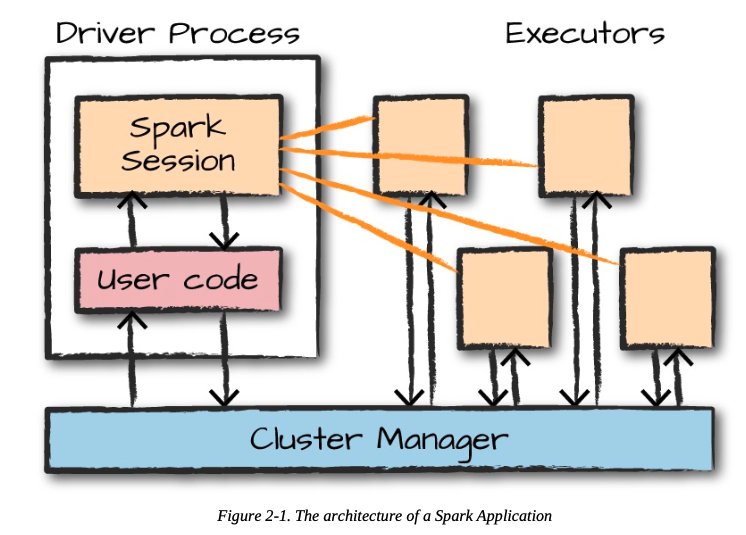 Driver Process
Executors
Spark
Session
User code
Cluster Manager
Figure 2-1. The architecture of a Spark Application